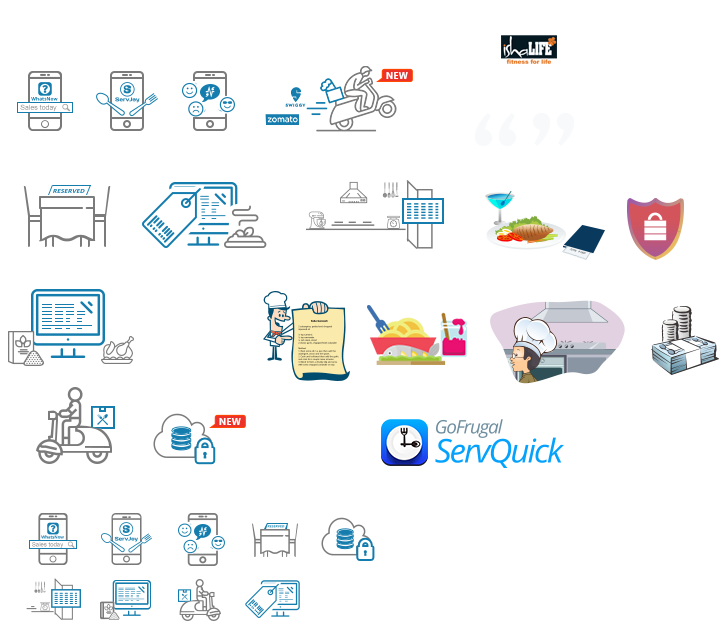 ishaLIFE
fitness for life
NEW
WhatsNow
Sales today
ServJoy
SWIGGY
zomato
RESERVED
NEW
GoFrugal
ServQuick
WhatsNow
Sales today
ServJoy
RESERVED